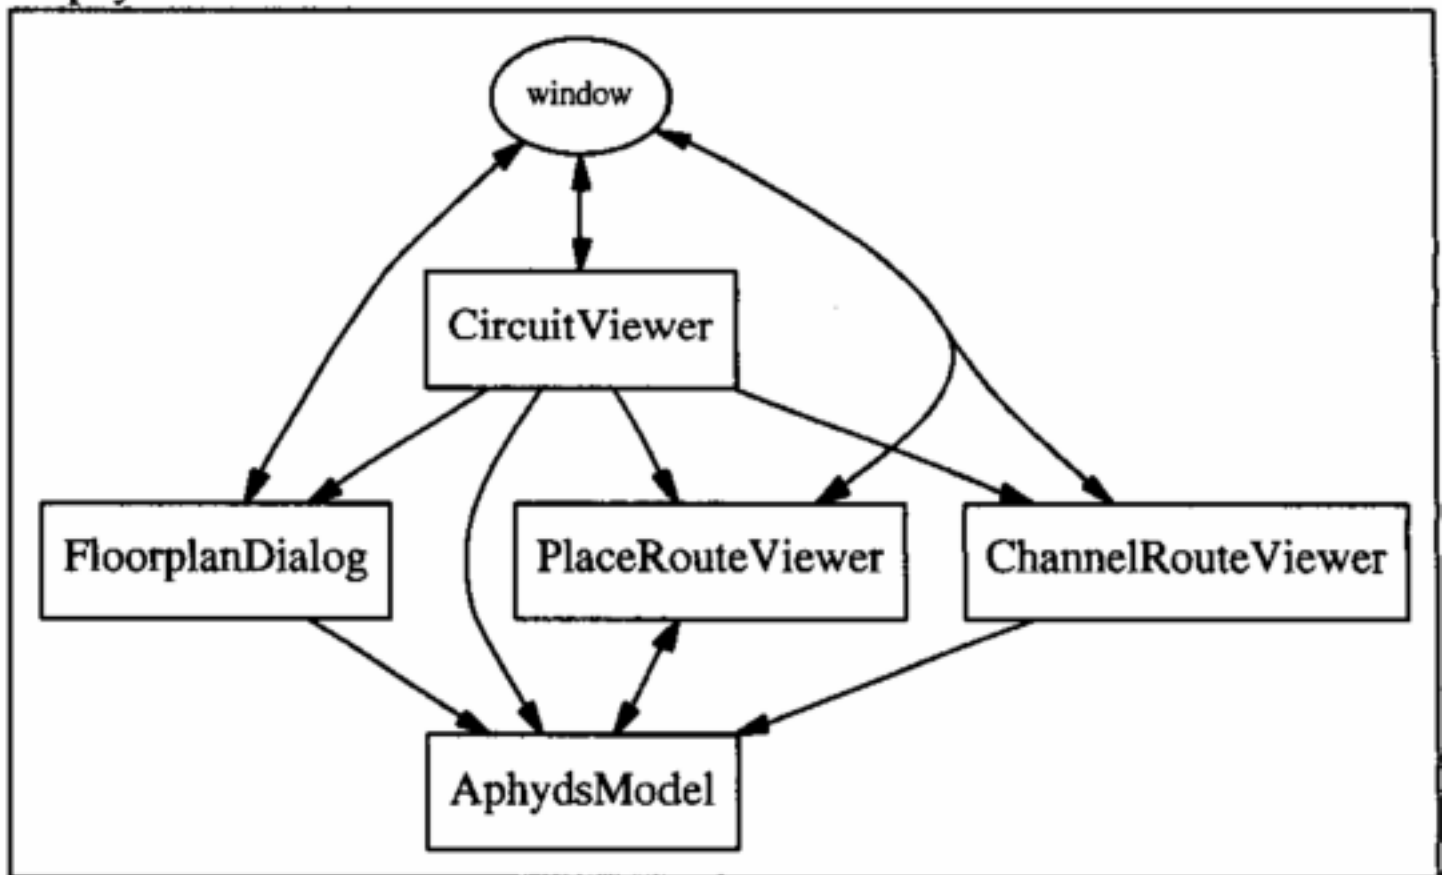 window
CircuitViewer
FloorplanDialog
PlaceRouteViewer
ChannelRouteViewer
AphydsModel